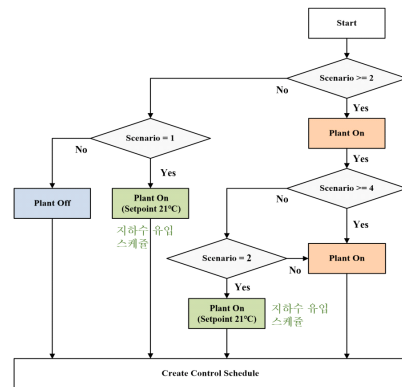 Start
Scenario >= 2
No
Yes
Scenario = 1
Plant On
No
Yes
Yes
Scenario >= 4
Plant Off
Plant On
(Setpoint 21℃)
No
Yes
지하수 유입
스케쥴
Scenario = 2
No
Plant On
Yes
Plant On
(Setpoint 21℃)
지하수 유입
스케쥴
Create Control Schedule